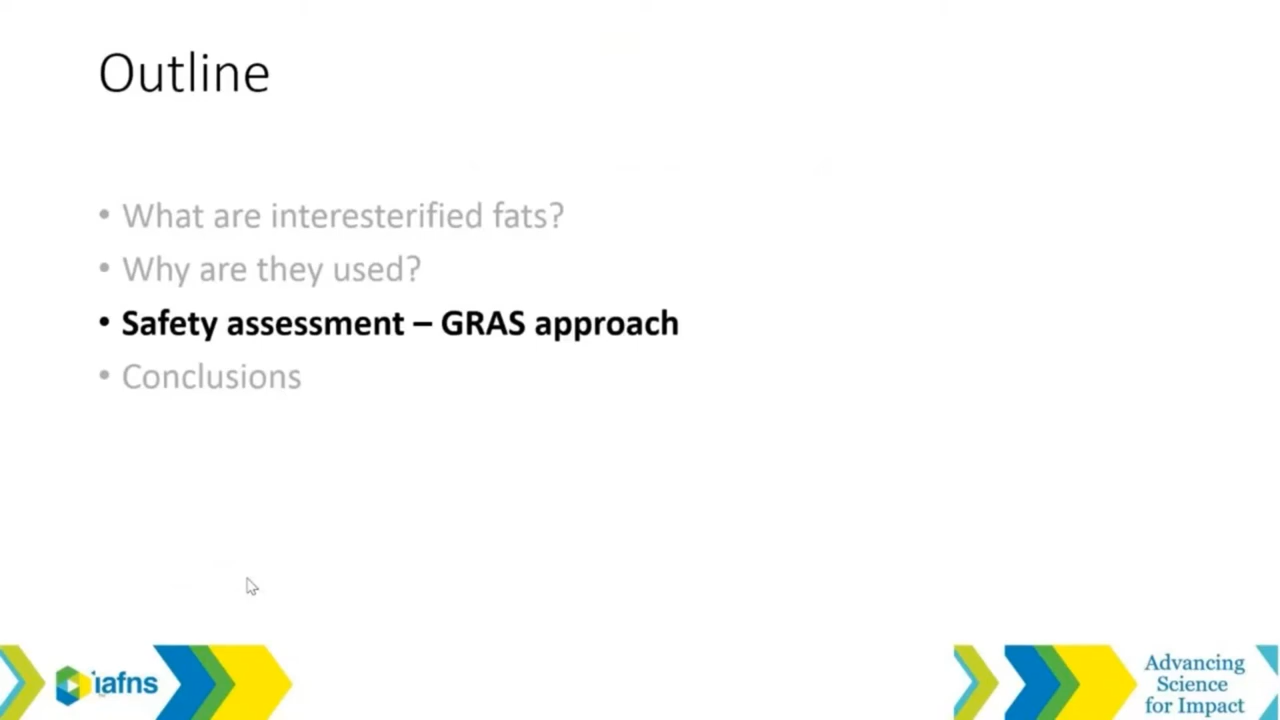 Outline
• What are interesterified fats?
• Why are they used?
• Safety assessment – GRAS approach
• Conclusions
iafns
Advancing
Science
for Impact